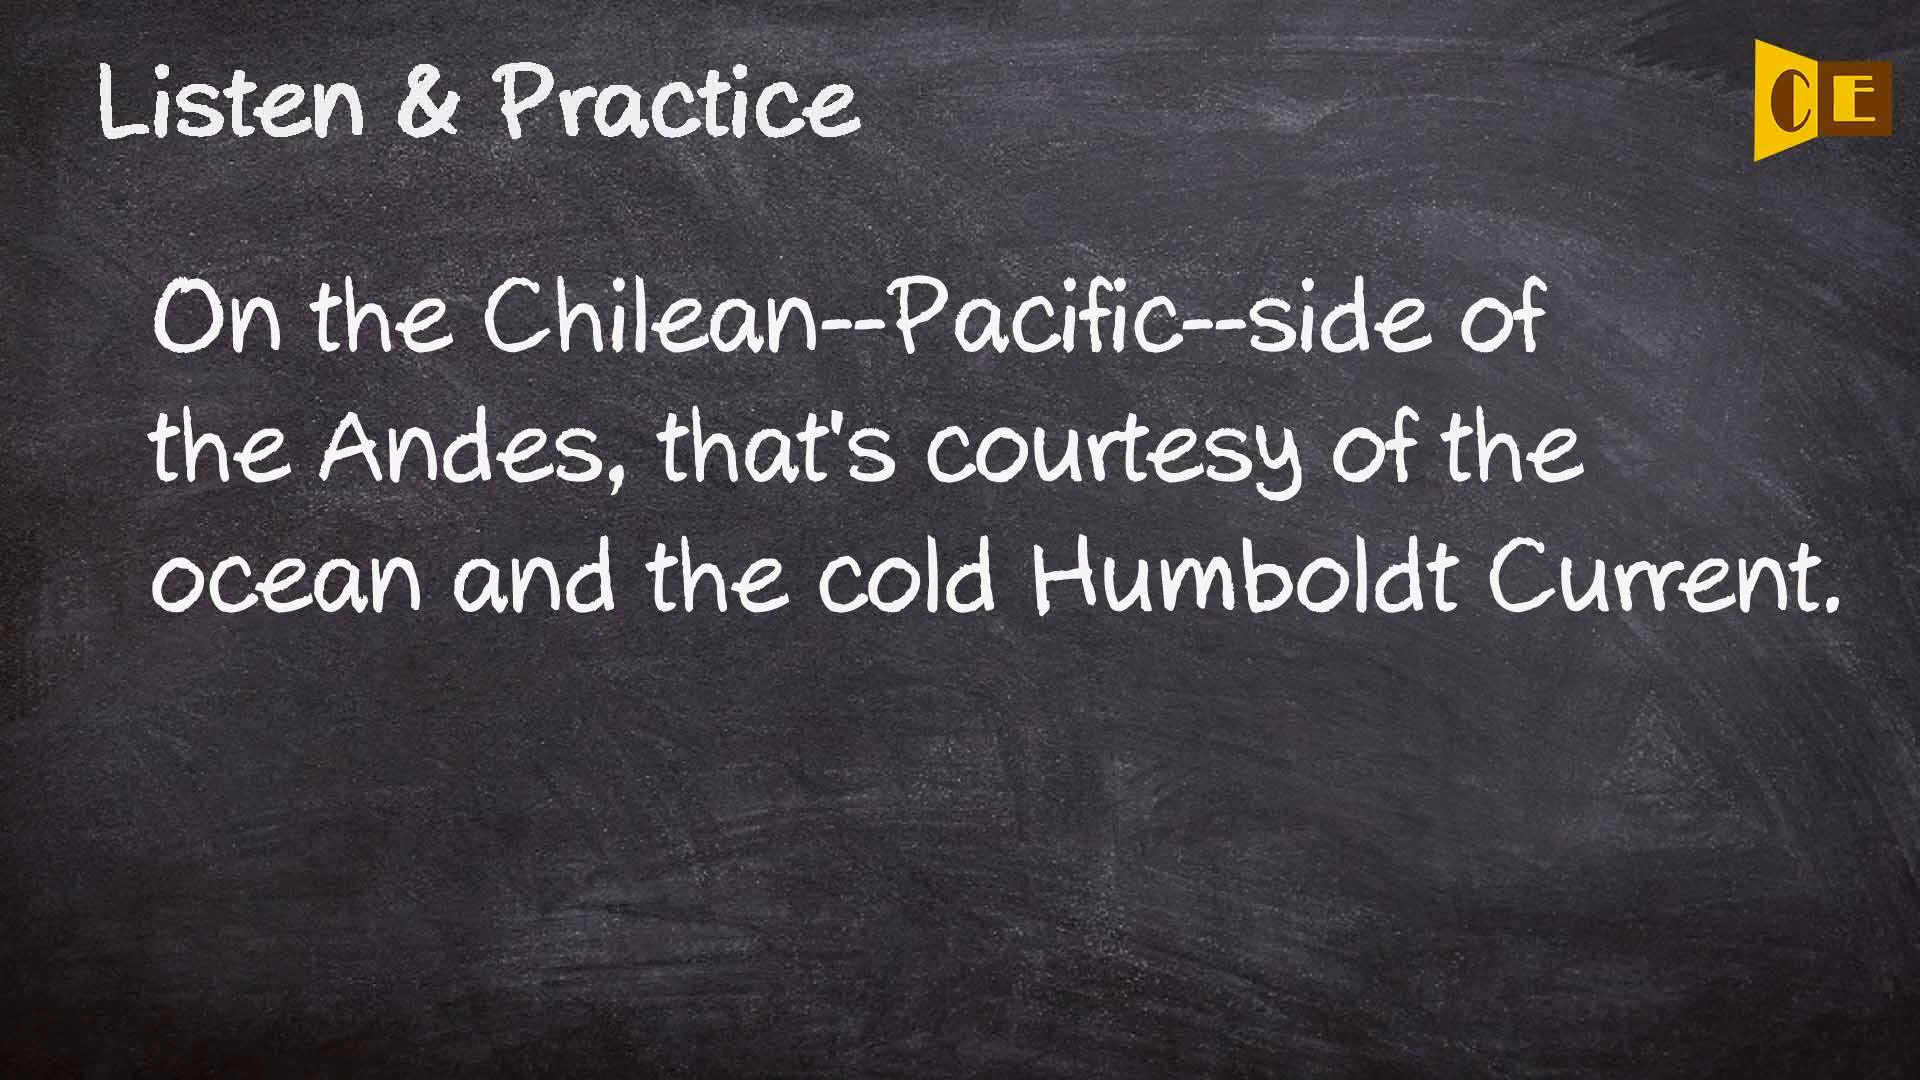 Listen & Practice
CE
On the Chilean--Pacific--side of
the Andes, that's courtesy of the
ocean and the cold Humboldt Current.